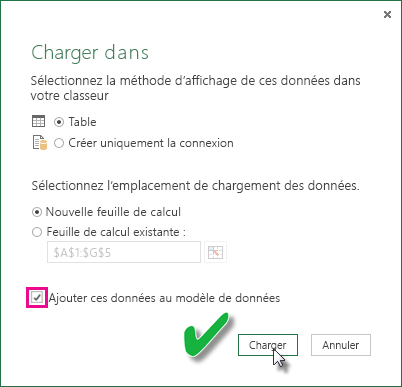 Charger dans
Sélectionnez la méthode d'affichage de ces données dans
votre classeur
Table
Créer uniquement la connexion
Sélectionnez l'emplacement de chargement des données.
Nouvelle feuille de calcul
Feuille de calcul existante :
$A$1:$G$5
Ajouter ces données au modèle de données
Charger
Annuler